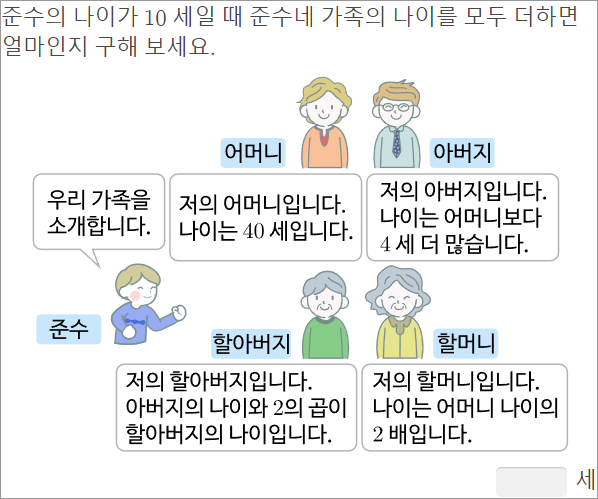 준수의 나이가 10 세일 때 준수네 가족의 나이를 모두 더하면
얼마인지 구해 보세요.
어머니
아버지
우리 가족을
소개합니다.
저의 어머니입니다.
나이는 40 세입니다.
저의 아버지입니다.
나이는 어머니보다
4 세 더 많습니다.
준수
할아버지
할머니
저의 할아버지입니다.
아버지의 나이와 2의 곱이
할아버지의 나이입니다.
저의 할머니입니다.
나이는 어머니 나이의
2 배입니다.
세